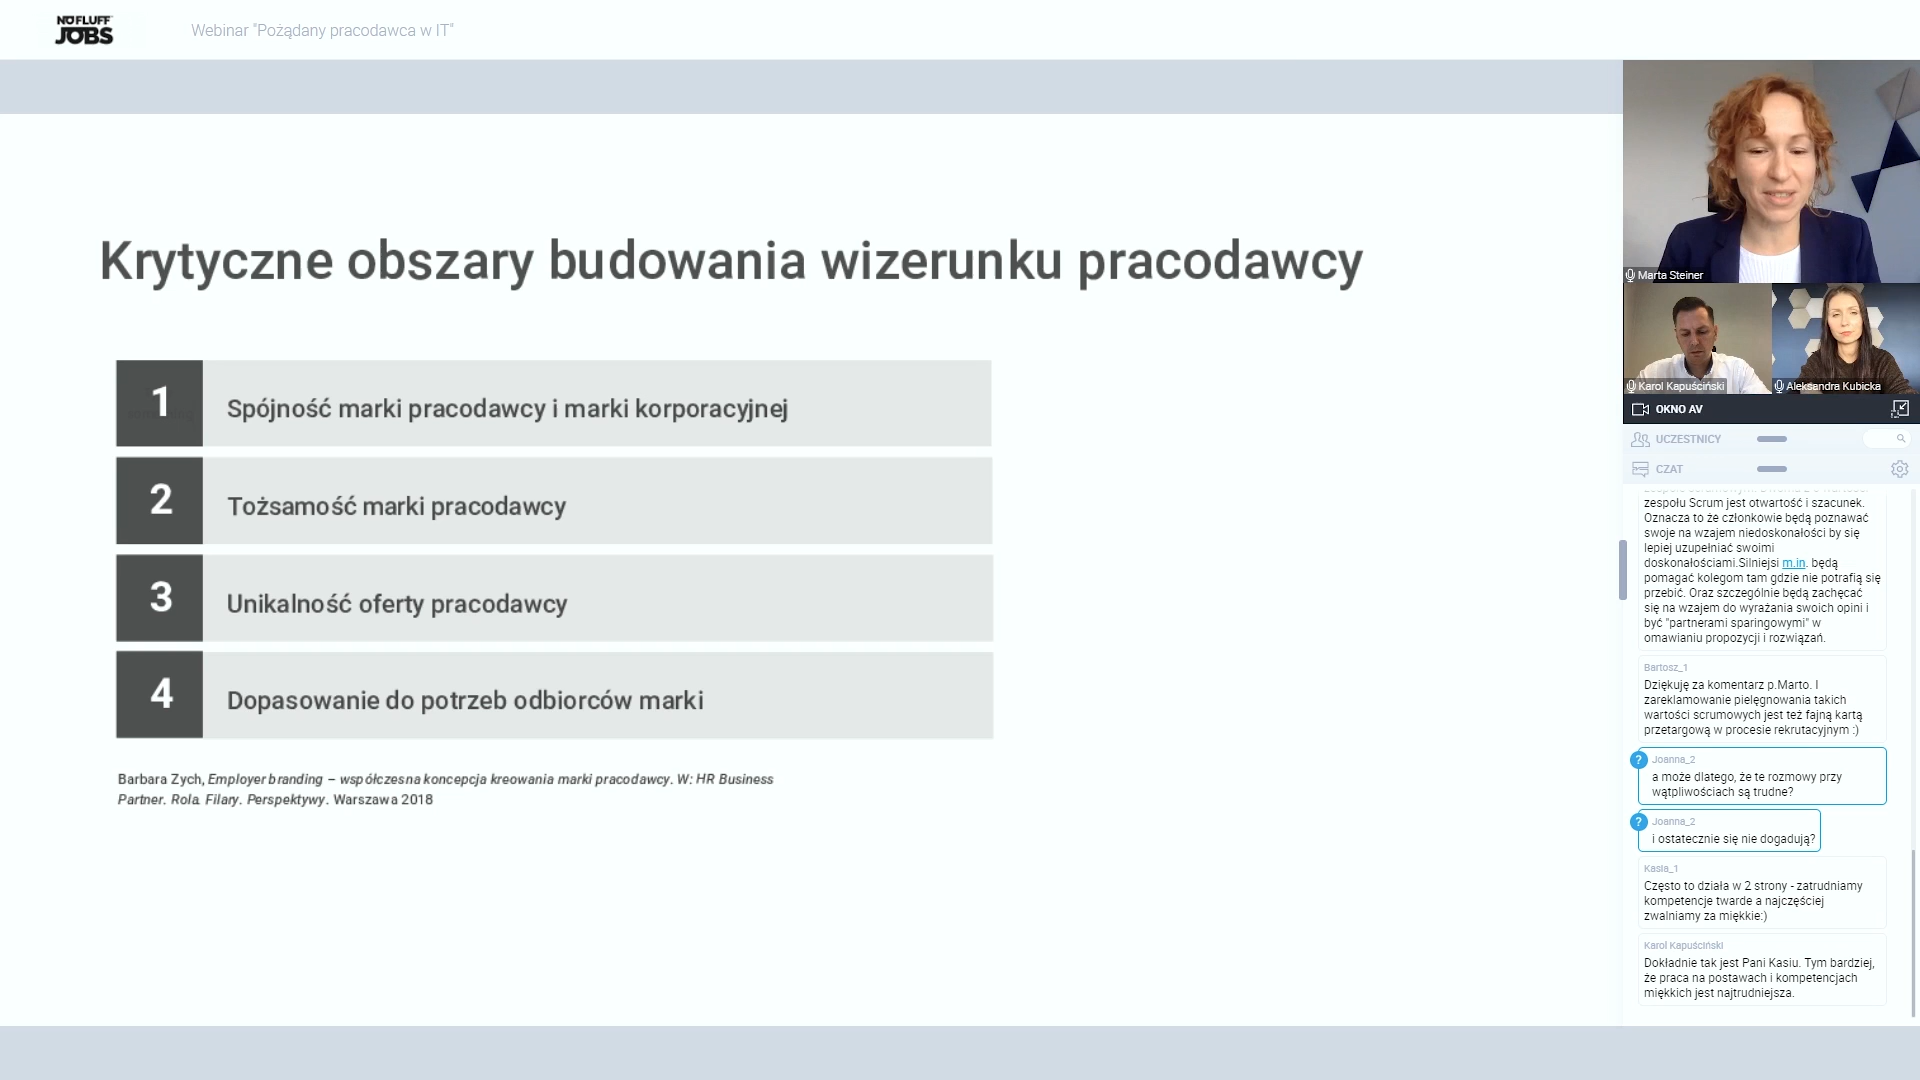 NO FLUFF JOBS
Webinar "Pożądany pracodawca w IT"
Krytyczne obszary budowania wizerunku pracodawcy
1
Spójność marki pracodawcy i marki korporacyjnej
2
Tożsamość marki pracodawcy
3
Unikalność oferty pracodawcy
4
Dopasowanie do potrzeb odbiorców marki
Barbara Zych, Employer branding – współczesna koncepcja kreowania marki pracodawcy. W: HR Business
Partner. Rola. Filary. Perspektywy. Warszawa 2018
Marta Steiner
Karol Kapuściński
Aleksandra Kubicka
OKNO AV
UCZESTNICY
CZAT
zespołu Scrum jest otwartość i szacunek.
Oznacza to że członkowie będą poznawać
swoje na wzajem niedoskonałości by się
lepiej uzupełniać swoimi
doskonałościami.Silniejsi m.in. będą
pomagać kolegom tam gdzie nie potrafią się
przebić. Oraz szczególnie będą zachęcać
się na wzajem do wyrażania swoich opini i
być "partnerami sparingowymi" w
omawianiu propozycji i rozwiązań.
Bartosz_1
Dziękuję za komentarz p.Marto. I
zareklamowanie pielęgnowania takich
wartości scrumowych jest też fajną kartą
przetargową w procesie rekrutacyjnym :)
?
Joanna_2
a może dlatego, że te rozmowy przy
wątpliwościach są trudne?
?
Joanna_2
i ostatecznie się nie dogadują?
Kasia_1
Często to działa w 2 strony - zatrudniamy
kompetencje twarde a najczęściej
zwalniamy za miękkie:)
Karol Kapuściński
Dokładnie tak jest Pani Kasiu. Tym bardziej,
że praca na postawach i kompetencjach
miękkich jest najtrudniejsza.